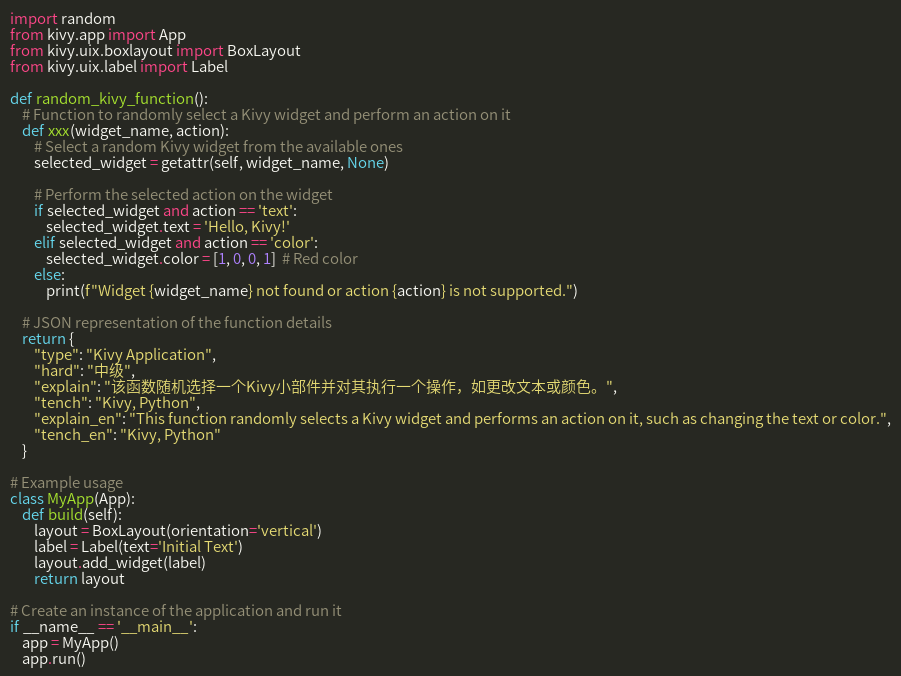 import random
from kivy.app import App
from kivy.uix.boxlayout import BoxLayout
from kivy.uix.label import Label

def random_kivy_function():
    # Function to randomly select a Kivy widget and perform an action on it
    def xxx(widget_name, action):
        # Select a random Kivy widget from the available ones
        selected_widget = getattr(self, widget_name, None)

        # Perform the selected action on the widget
        if selected_widget and action == 'text':
            selected_widget.text = 'Hello, Kivy!'
        elif selected_widget and action == 'color':
            selected_widget.color = [1, 0, 0, 1]  # Red color
        else:
            print(f"Widget {widget_name} not found or action {action} is not supported.")

    # JSON representation of the function details
    return {
        "type": "Kivy Application",
        "hard": "中级",
        "explain": "该函数随机选择一个Kivy小部件并对其执行一个操作，如更改文本或颜色。",
        "tench": "Kivy, Python",
        "explain_en": "This function randomly selects a Kivy widget and performs an action on it, such as changing the text or color.",
        "tench_en": "Kivy, Python"
    }

# Example usage
class MyApp(App):
    def build(self):
        layout = BoxLayout(orientation='vertical')
        label = Label(text='Initial Text')
        layout.add_widget(label)
        return layout

# Create an instance of the application and run it
if __name__ == '__main__':
    app = MyApp()
    app.run()